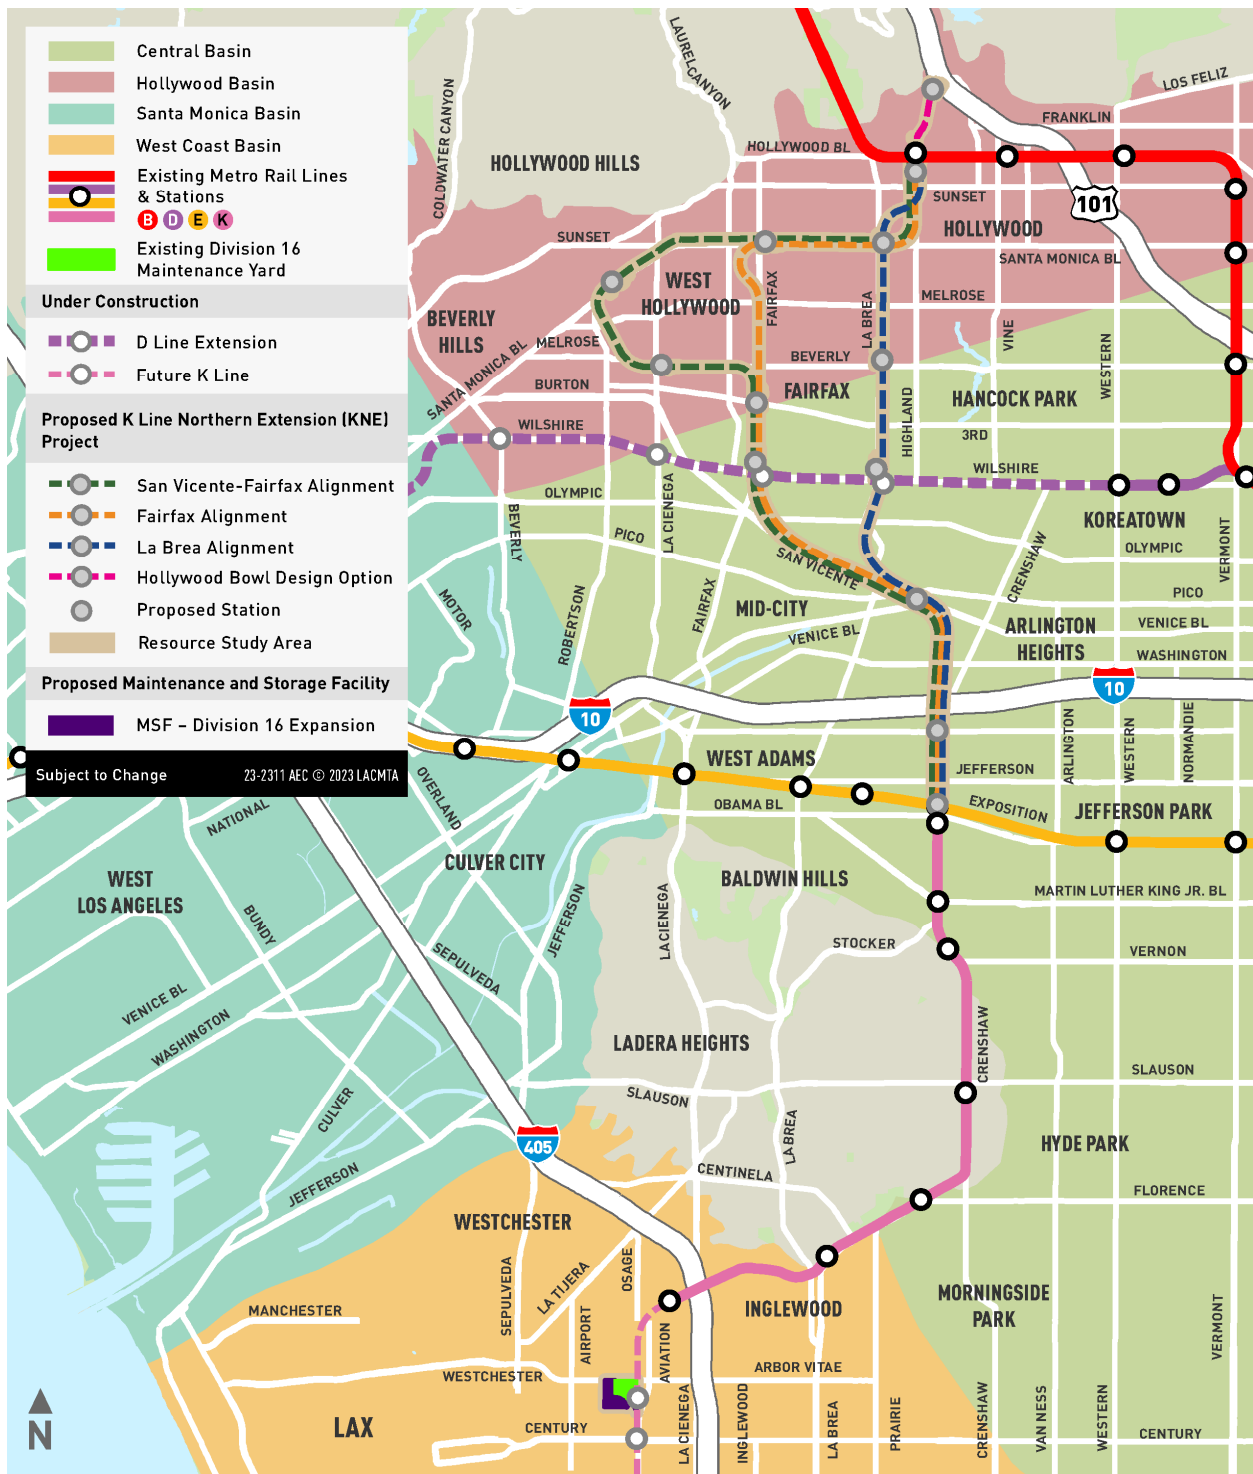 Central Basin
Hollywood Basin
Santa Monica Basin
West Coast Basin
Existing Metro Rail Lines
& Stations
B D E K
Existing Division 16
Maintenance Yard
Under Construction
D Line Extension
Future K Line
Proposed K Line Northern Extension (KNE)
Project
San Vicente-Fairfax Alignment
Fairfax Alignment
La Brea Alignment
Hollywood Bowl Design Option
Proposed Station
Resource Study Area
Proposed Maintenance and Storage Facility
MSF – Division 16 Expansion
Subject to Change
23-2311 AEC © 2023 LACMTA
COLDWATER CANYON
LAUREL CANYON
LOS FELIZ
FRANKLIN
HOLLYWOOD BL
HOLLYWOOD HILLS
SUNSET
101
HOLLYWOOD
SUNSET
SANTA MONICA BL
WEST
HOLLYWOOD
FAIRFAX
LA BREA
MELROSE
BEVERLY
HILLS
VINE
WESTERN
MELROSE
BEVERLY
SANTA MONICA BL
BURTON
FAIRFAX
HANCOCK PARK
HIGHLAND
WILSHIRE
3RD
WILSHIRE
OLYMPIC
LA CIENEGA
BEVERLY
PICO
KOREATOWN
OLYMPIC
VERMONT
CRENSHAW
SAN VICENTE
MOTOR
ROBERTSON
FAIRFAX
MID-CITY
PICO
VENICE BL
ARLINGTON
HEIGHTS
VENICE BL
WASHINGTON
10
10
ARLINGTON
WESTERN
NORMANDIE
WEST ADAMS
JEFFERSON
OVERLAND
OBAMA BL
EXPOSITION
JEFFERSON PARK
NATIONAL
CULVER CITY
WEST
LOS ANGELES
BALDWIN HILLS
MARTIN LUTHER KING JR. BL
BUNDY
JEFFERSON
LA CIENEGA
STOCKER
VERNON
SEPULVEDA
VENICE BL
WASHINGTON
LADERA HEIGHTS
CRENSHAW
SLAUSON
SLAUSON
CULVER
LA BREA
405
HYDE PARK
JEFFERSON
CENTINELA
FLORENCE
WESTCHESTER
OSAGE
LA TIJERA
SEPULVEDA
MORNINGSIDE
PARK
MANCHESTER
INGLEWOOD
AIRPORT
AVIATION
VERMONT
WESTCHESTER
ARBOR VITAE
LAX
CENTURY
LA CIENEGA
INGLEWOOD
LA BREA
PRAIRIE
CRENSHAW
VAN NESS
WESTERN
CENTURY
N